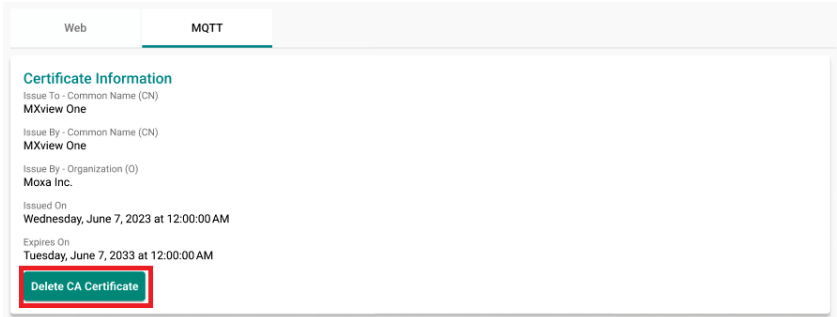 Web
MQTT
Certificate Information
Issue To - Common Name (CN)
MXview One
Issue By - Common Name (CN)
MXview One
Issue By - Organization (O)
Moxa Inc.
Issued On
Wednesday, June 7, 2023 at 12:00:00 AM
Expires On
Tuesday, June 7, 2033 at 12:00:00 AM
Delete CA Certificate